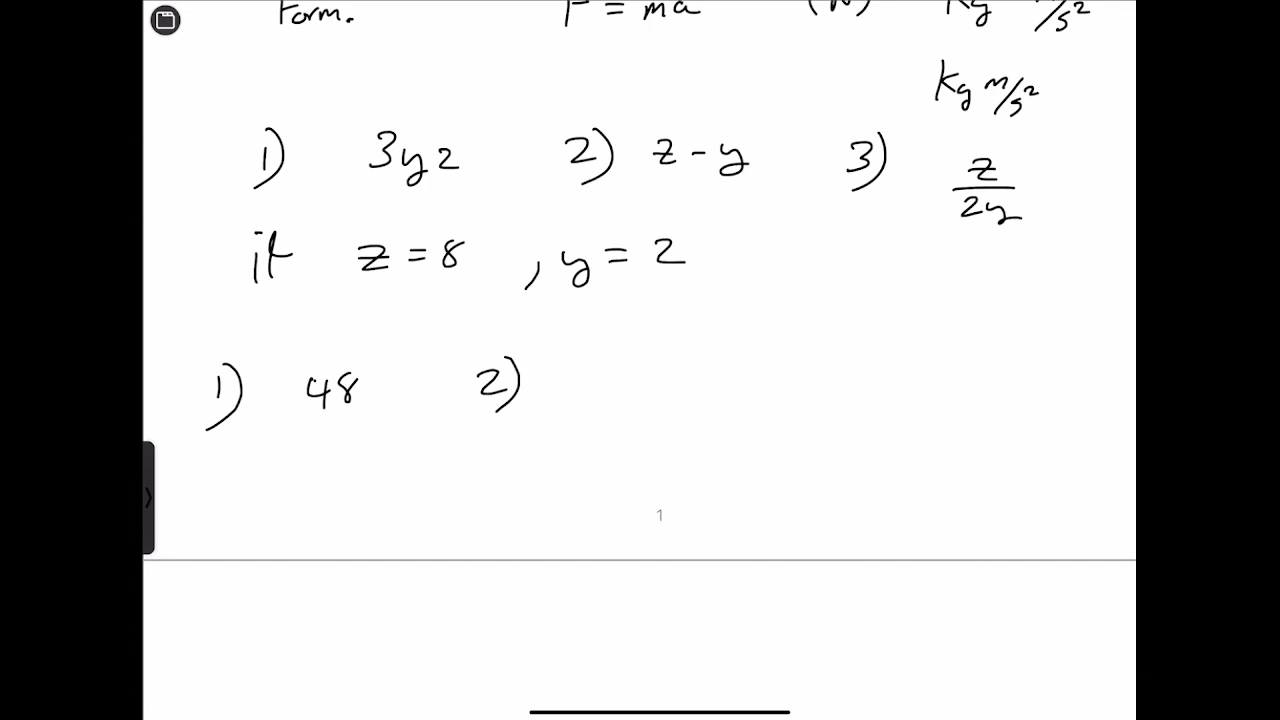 Form. F = ma (N) Kg m/s²
Kg m/s²
1) 3yz 2) z - y 3) z/2y
if z = 8 , y = 2
1) 48 2)
1